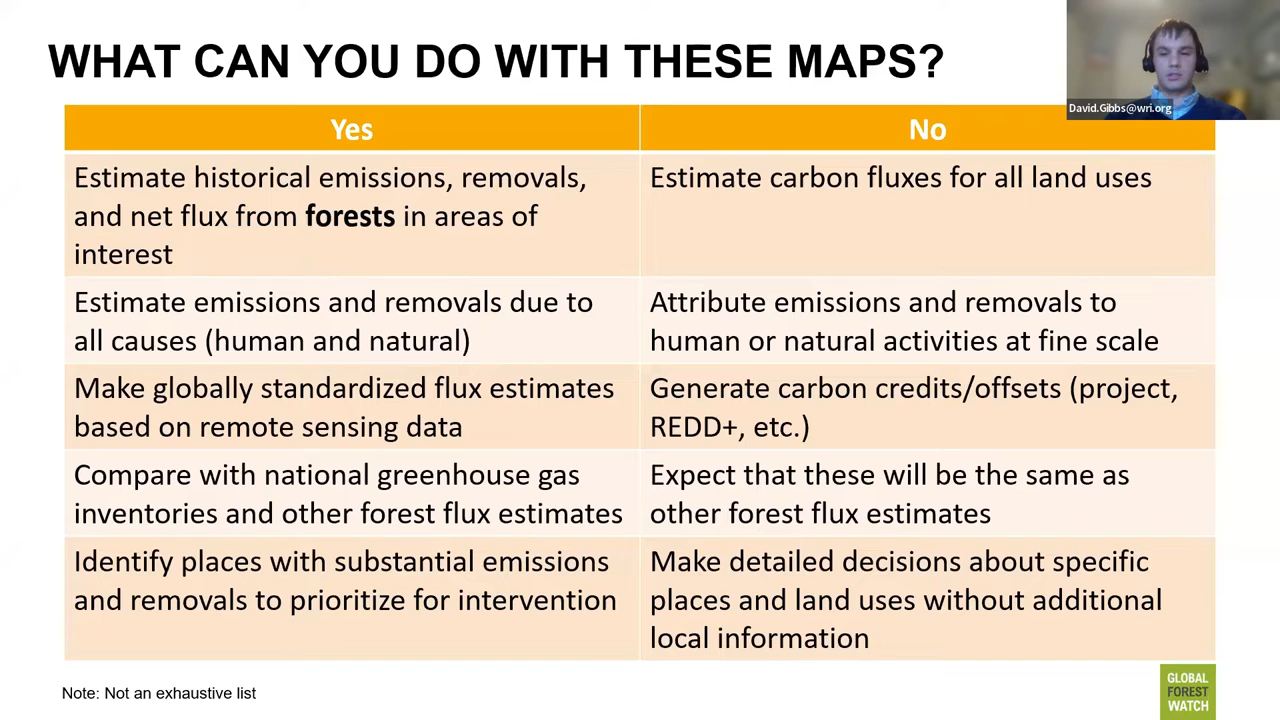 WHAT CAN YOU DO WITH THESE MAPS?
David.Gibbs@wri.org
Yes
No
Estimate historical emissions, removals,
and net flux from forests in areas of
interest
Estimate carbon fluxes for all land uses
Estimate emissions and removals due to
all causes (human and natural)
Attribute emissions and removals to
human or natural activities at fine scale
Make globally standardized flux estimates
based on remote sensing data
Generate carbon credits/offsets (project,
REDD+, etc.)
Compare with national greenhouse gas
inventories and other forest flux estimates
Expect that these will be the same as
other forest flux estimates
Identify places with substantial emissions
and removals to prioritize for intervention
Make detailed decisions about specific
places and land uses without additional
local information
Note: Not an exhaustive list
GLOBAL
FOREST
WATCH